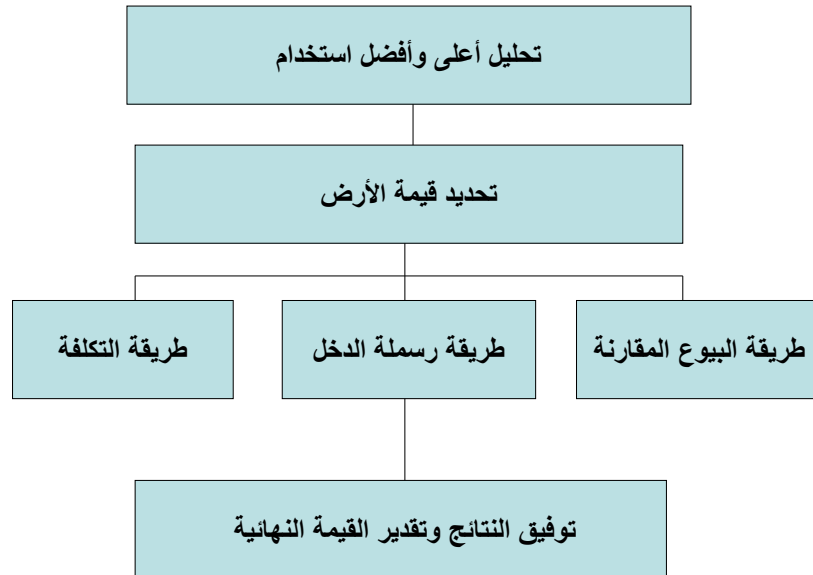 تحليل أعلى وأفضل استخدام
تحديد قيمة الأرض
طريقة البيوع المقارنة
طريقة رسملة الدخل
طريقة التكلفة
توفيق النتائج وتقدير القيمة النهائية